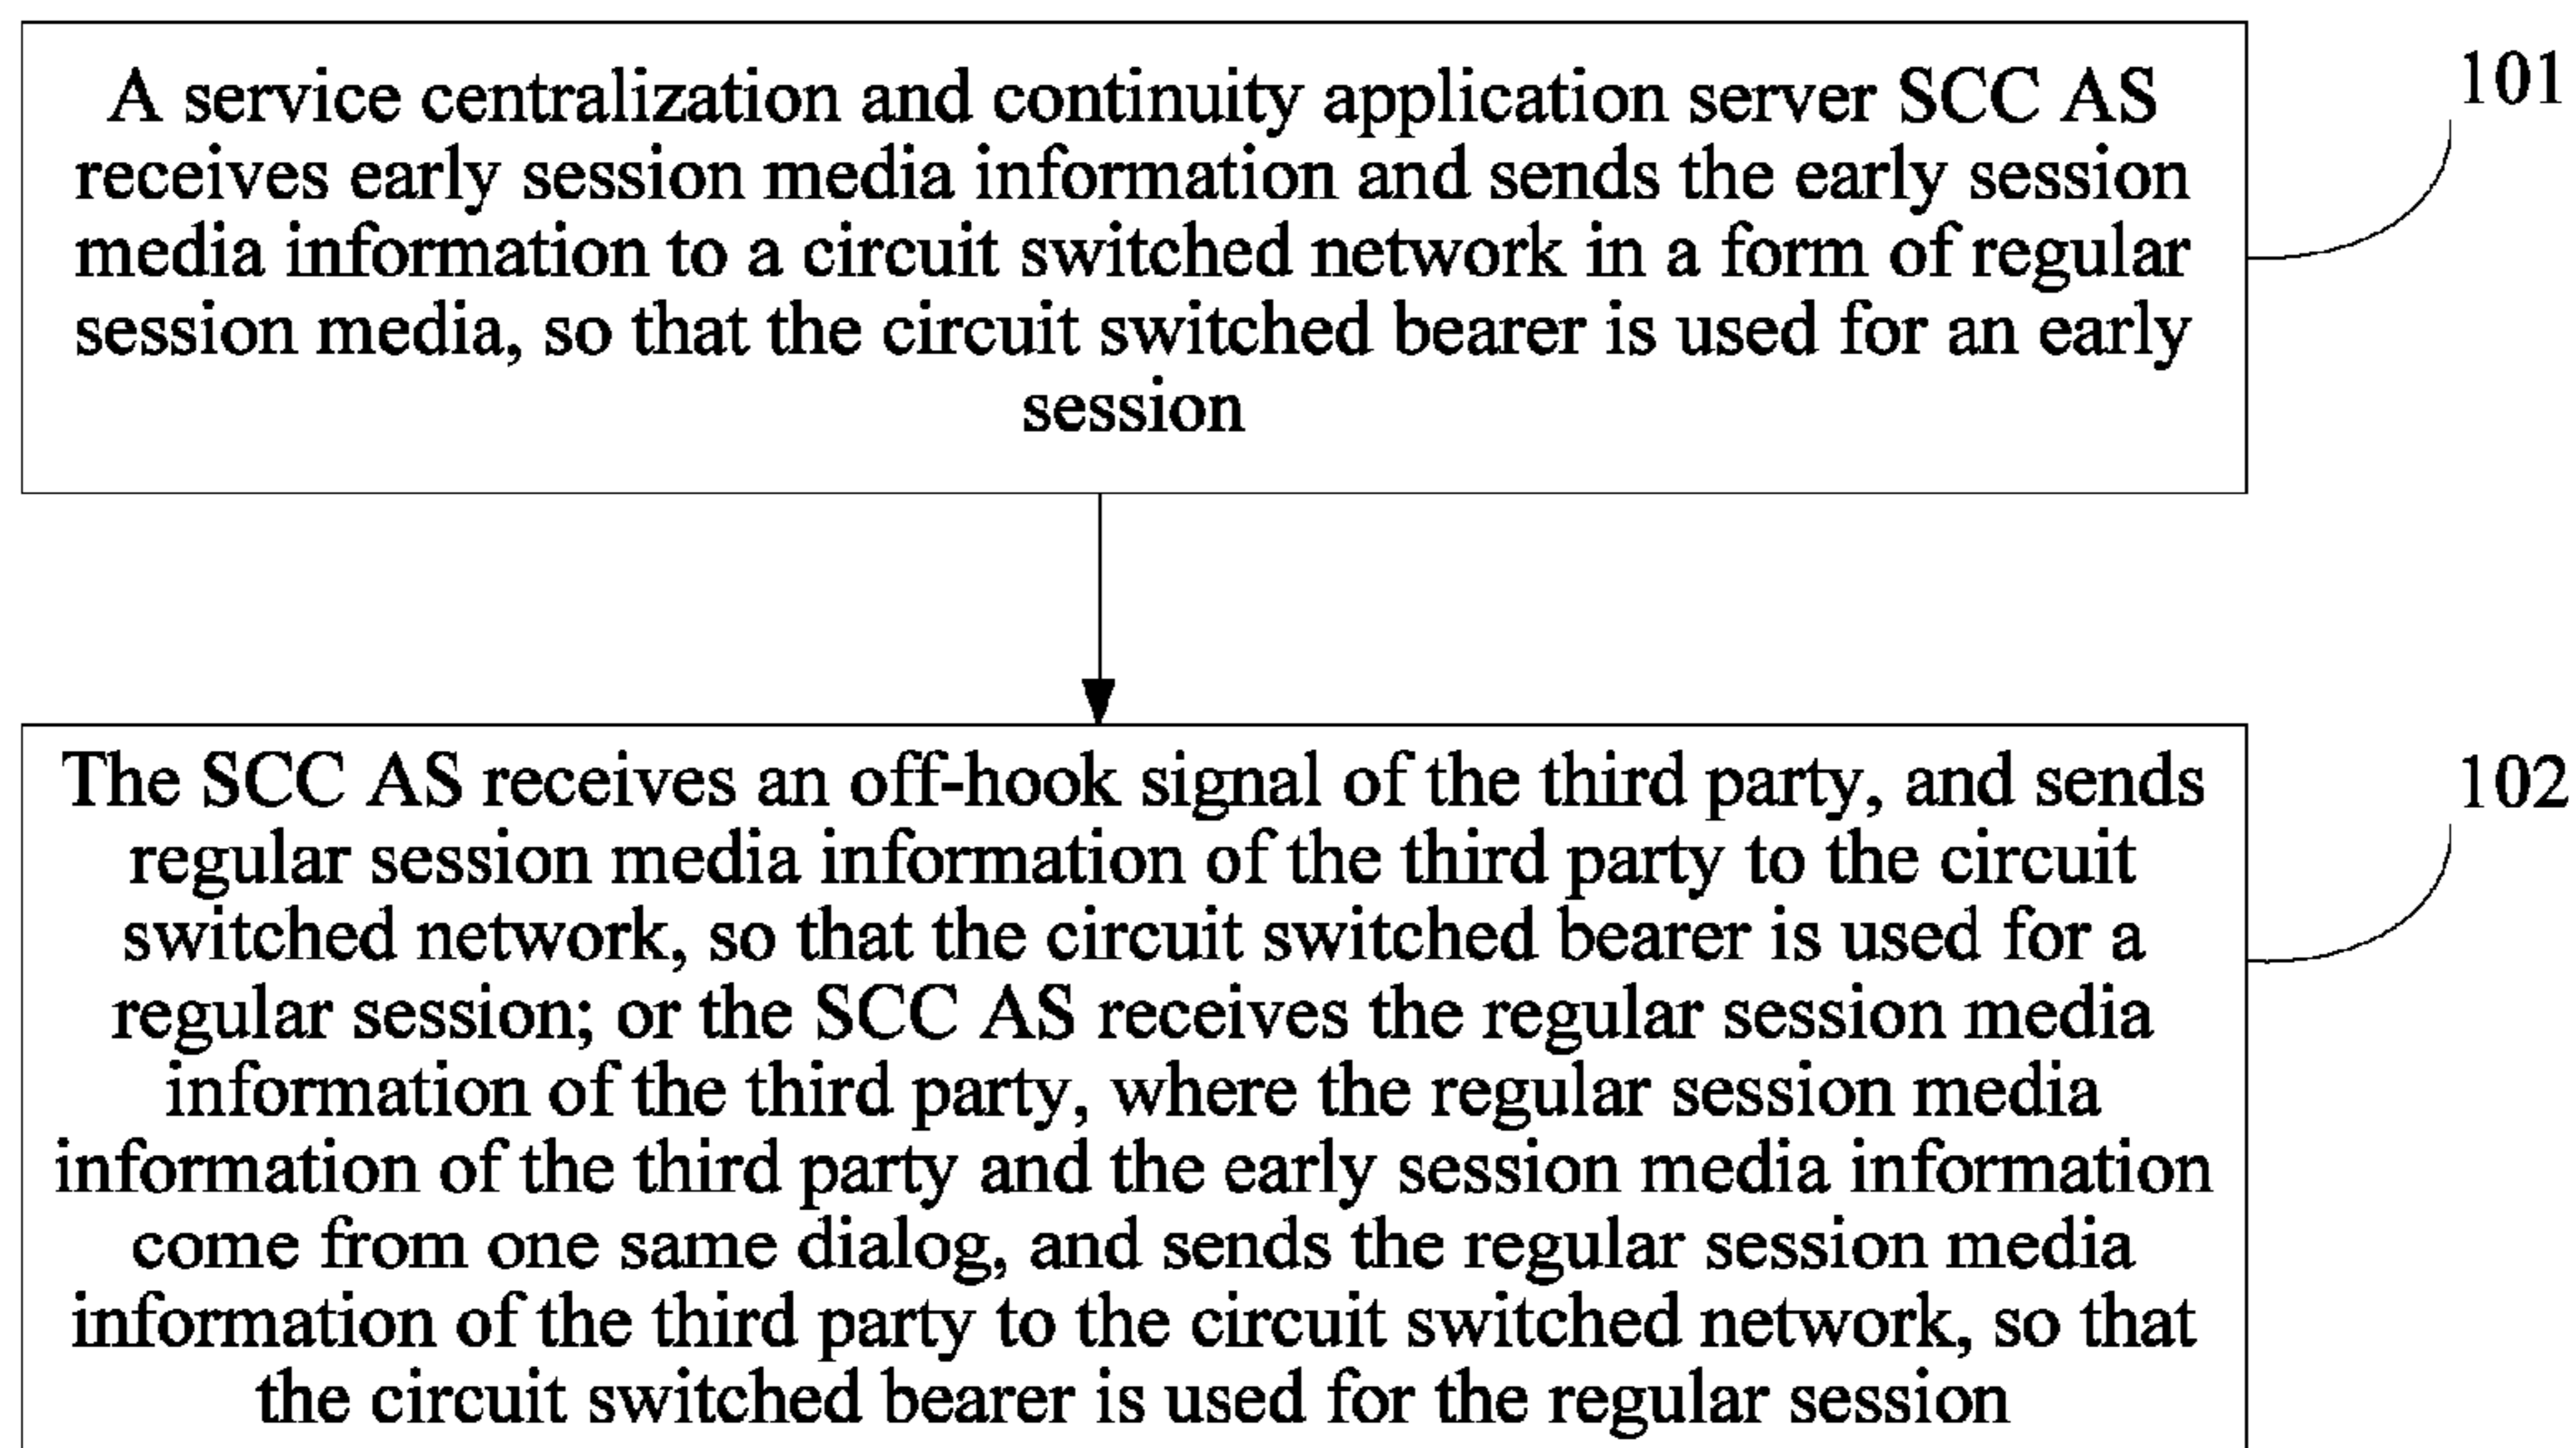 A service centralization and continuity application server SCC AS
receives early session media information and sends the early session
media information to a circuit switched network in a form of regular
session media, so that the circuit switched bearer is used for an early
session
101
The SCC AS receives an off-hook signal of the third party, and sends
regular session media information of the third party to the circuit
switched network, so that the circuit switched bearer is used for a
regular session; or the SCC AS receives the regular session media
information of the third party, where the regular session media
information of the third party and the early session media information
come from one same dialog, and sends the regular session media
information of the third party to the circuit switched network, so that
the circuit switched bearer is used for the regular session
102